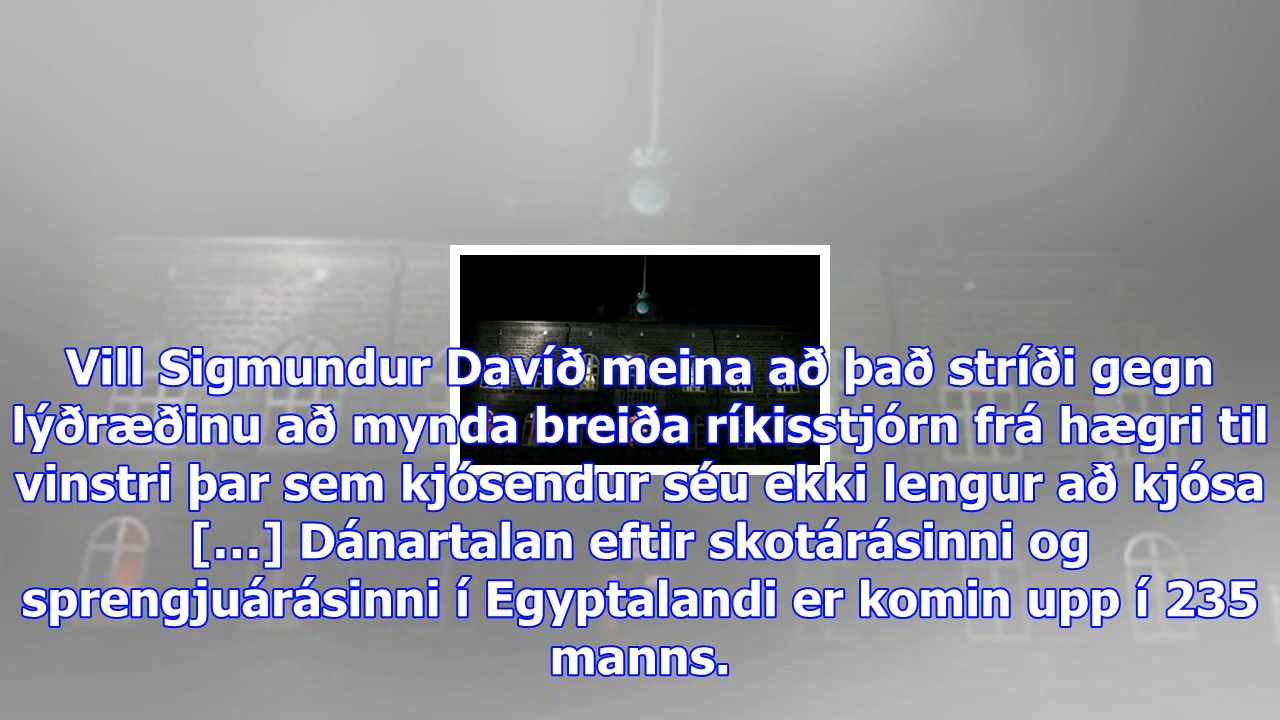 Vill Sigmundur Davíð meina að það stríði gegn
lýðræðinu að mynda breiða ríkisstjórn frá hægri til
vinstri þar sem kjósendur séu ekki lengur að kjósa
[...] Dánartalan eftir skotárásinni og
sprengjuárásinni í Egyptalandi er komin upp í 235
manns.